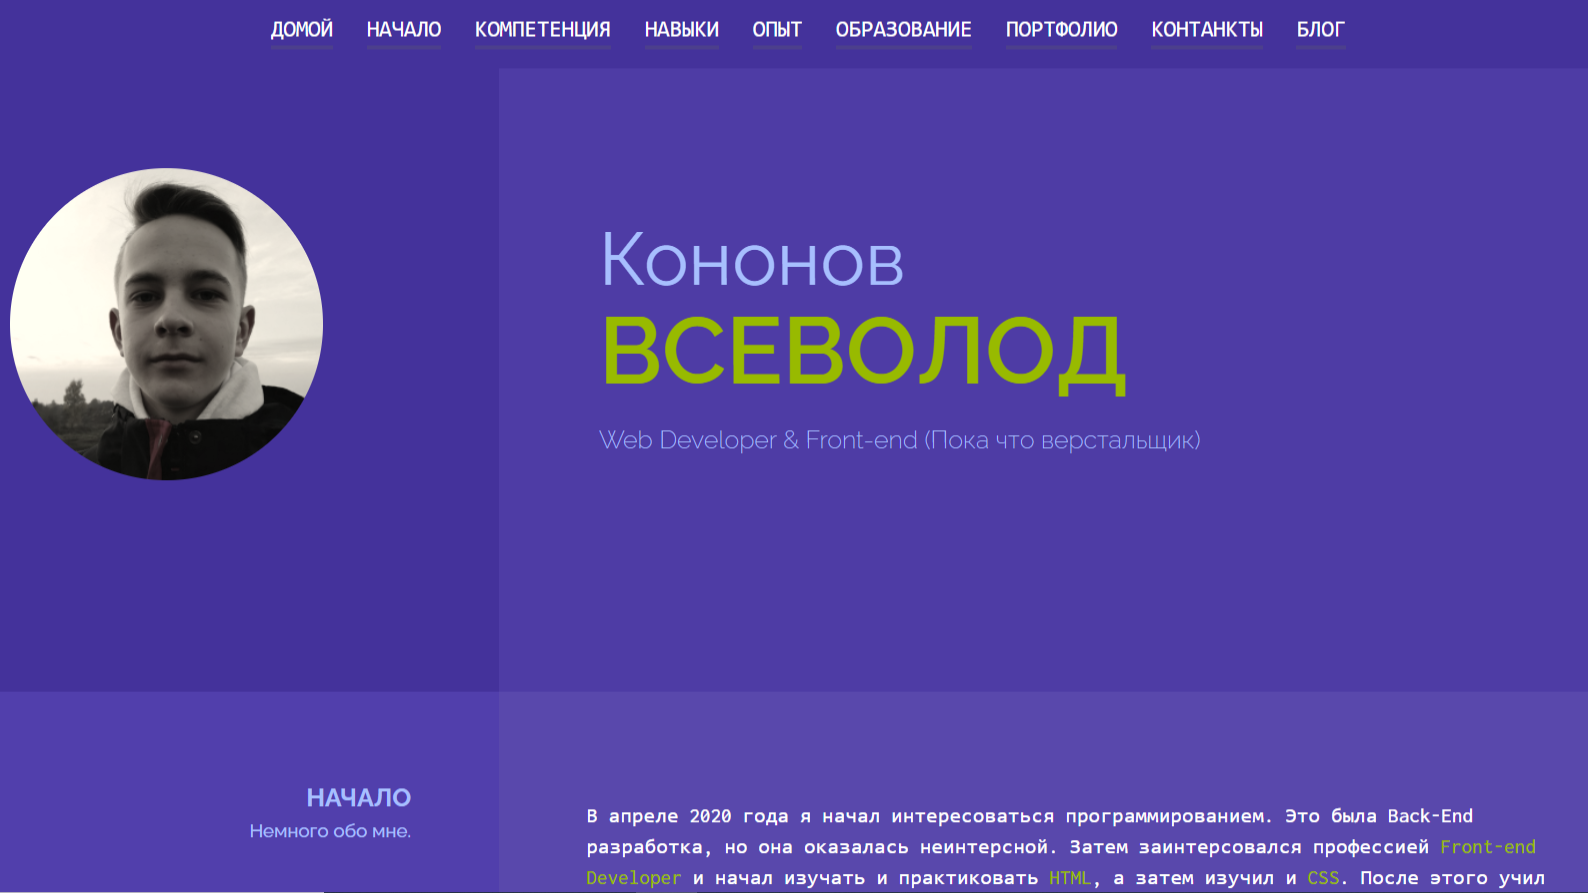 ДОМОЙ НАЧАЛО КОМПЕТЕНЦИЯ НАВЫКИ ОПЫТ ОБРАЗОВАНИЕ ПОРТФОЛИО КОНТАНКТЫ БЛОГ
Кононов
ВСЕВОЛОД
Web Developer & Front-end (Пока что верстальщик)
НАЧАЛО
Немного обо мне.
В апреле 2020 года я начал интересоваться программированием. Это была Back-End
разработка, но она оказалась неинтерсной. Затем заинтерсовался профессией Front-end
Developer и начал изучать и практиковать HTML, а затем изучил и CSS. После этого учил